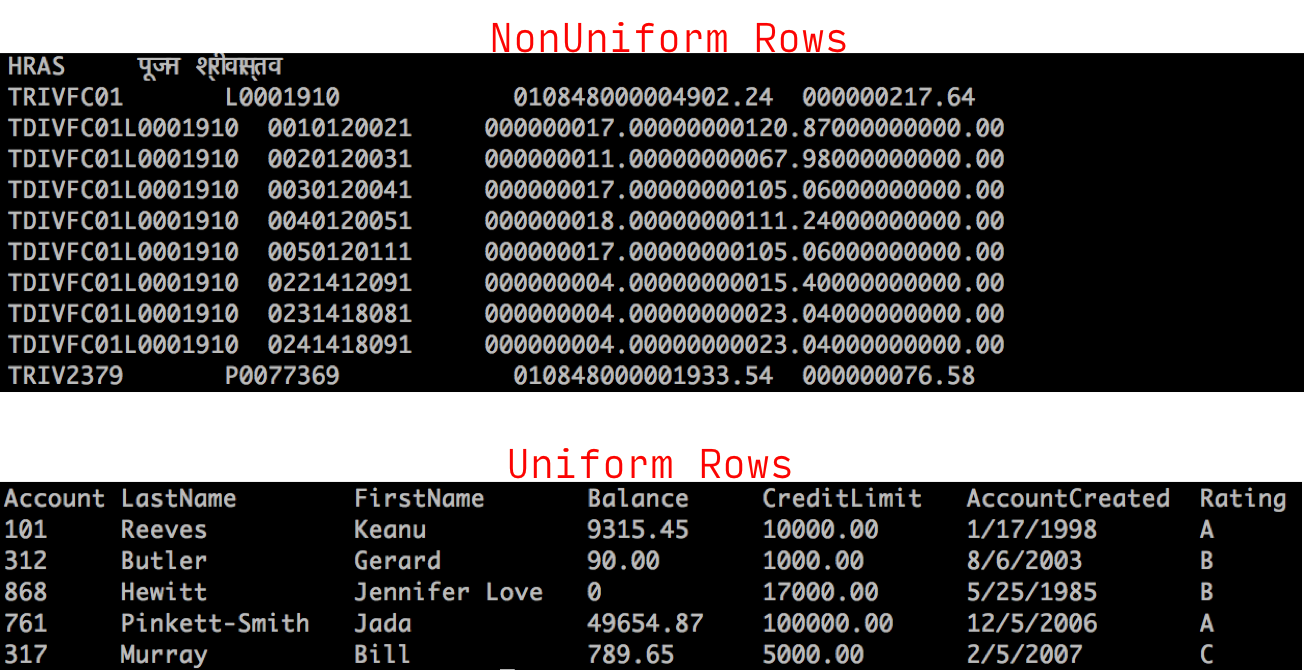 NonUniform Rows
HRAS     पूजा श्रीवास्तव
TRIVFC01       L0001910            010848000004902.24  000000217.64
TDIVFC01L0001910  0010120021     000000017.00000000120.87000000000.00
TDIVFC01L0001910  0020120031     000000011.00000000067.98000000000.00
TDIVFC01L0001910  0030120041     000000017.00000000105.06000000000.00
TDIVFC01L0001910  0040120051     000000018.00000000111.24000000000.00
TDIVFC01L0001910  0050120111     000000017.00000000105.06000000000.00
TDIVFC01L0001910  0221412091     000000004.00000000015.40000000000.00
TDIVFC01L0001910  0231418081     000000004.00000000023.04000000000.00
TDIVFC01L0001910  0241418091     000000004.00000000023.04000000000.00
TRIV2379       P0077369            010848000001933.54  000000076.58
Uniform Rows
Account LastName        FirstName       Balance     CreditLimit   AccountCreated  Rating
101     Reeves          Keanu           9315.45     10000.00      1/17/1998       A
312     Butler          Gerard          90.00       1000.00       8/6/2003        B
868     Hewitt          Jennifer Love   0           17000.00      5/25/1985       B
761     Pinkett-Smith   Jada            49654.87    100000.00     12/5/2006       A
317     Murray          Bill            789.65      5000.00       2/5/2007        C